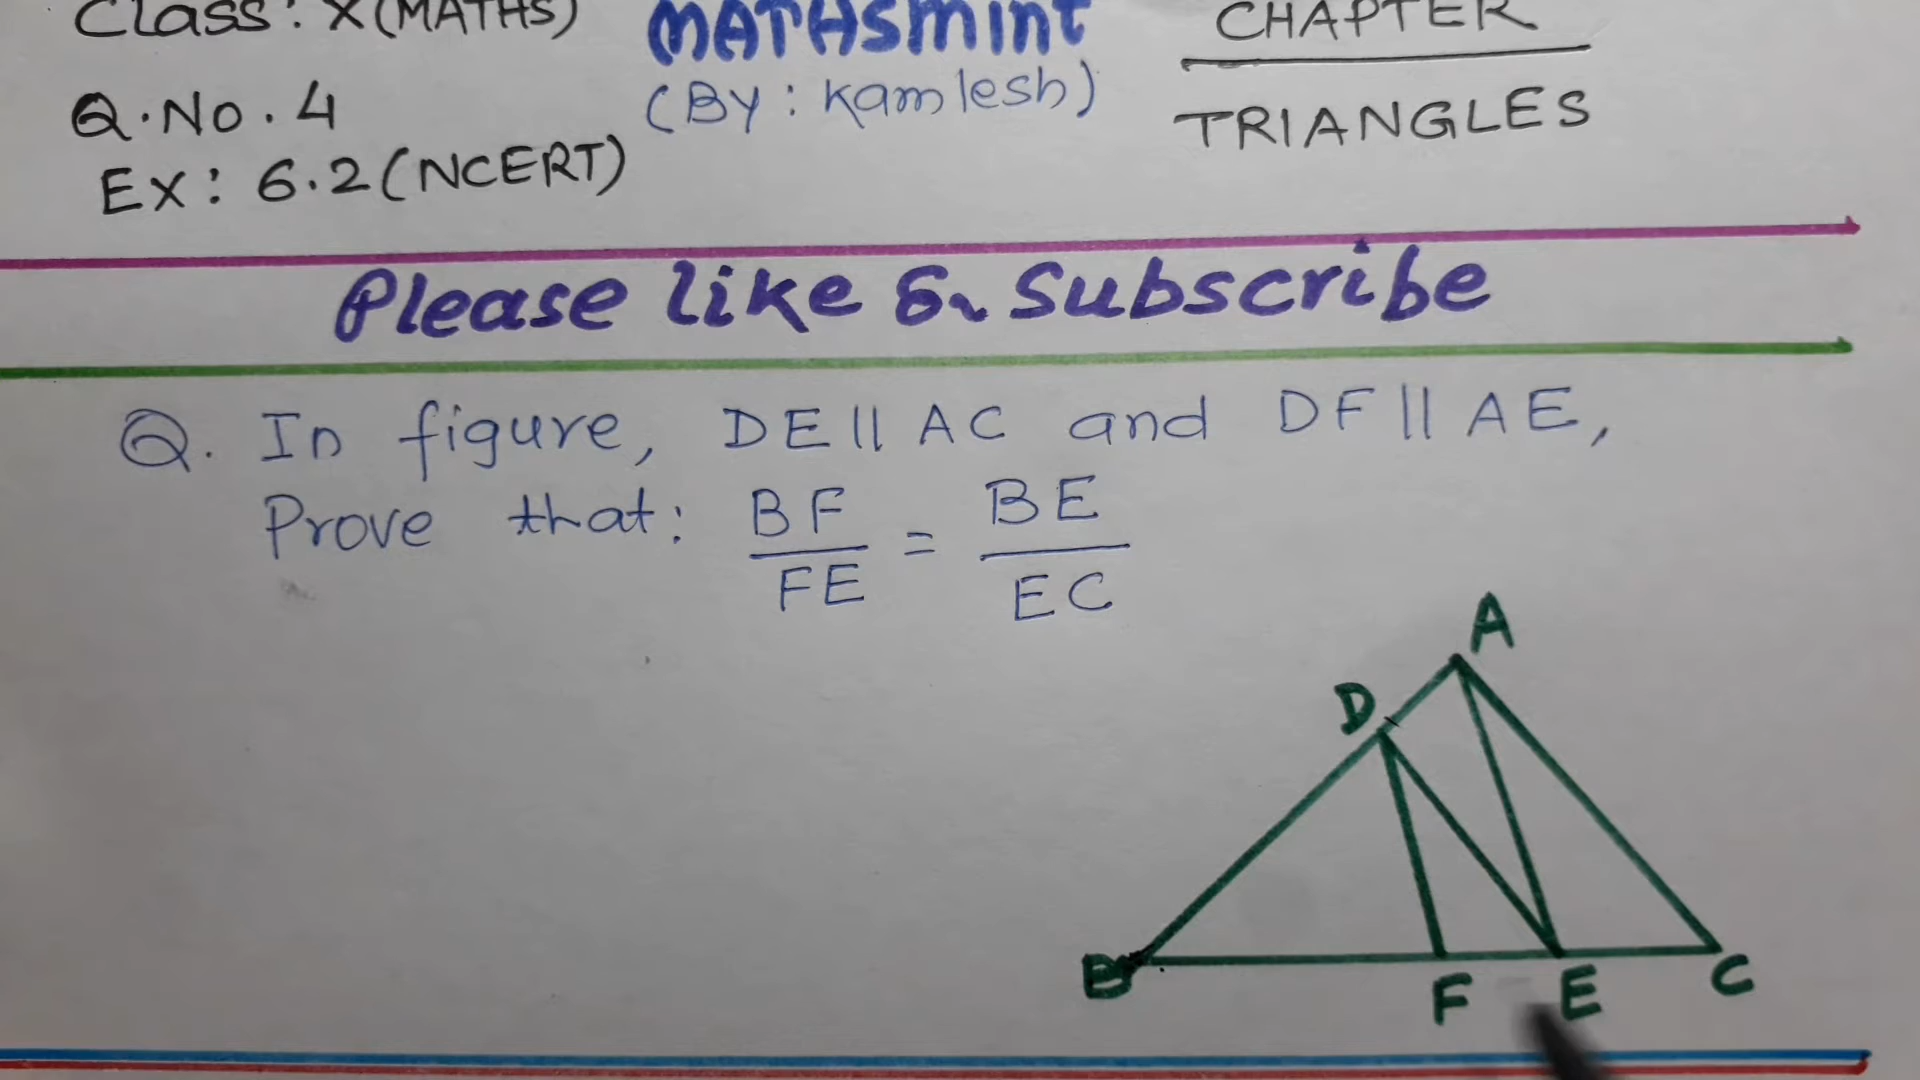 Class: X(MATHS)
MATHSmint
CHAPTER
Q.No.4
(By: Kamlesh)
TRIANGLES
Ex: 6.2(NCERT)
Please like & Subscribe
Q. In figure, DE || AC and DF || AE,
Prove that: BF/FE = BE/EC
A
D
B
F
E
C